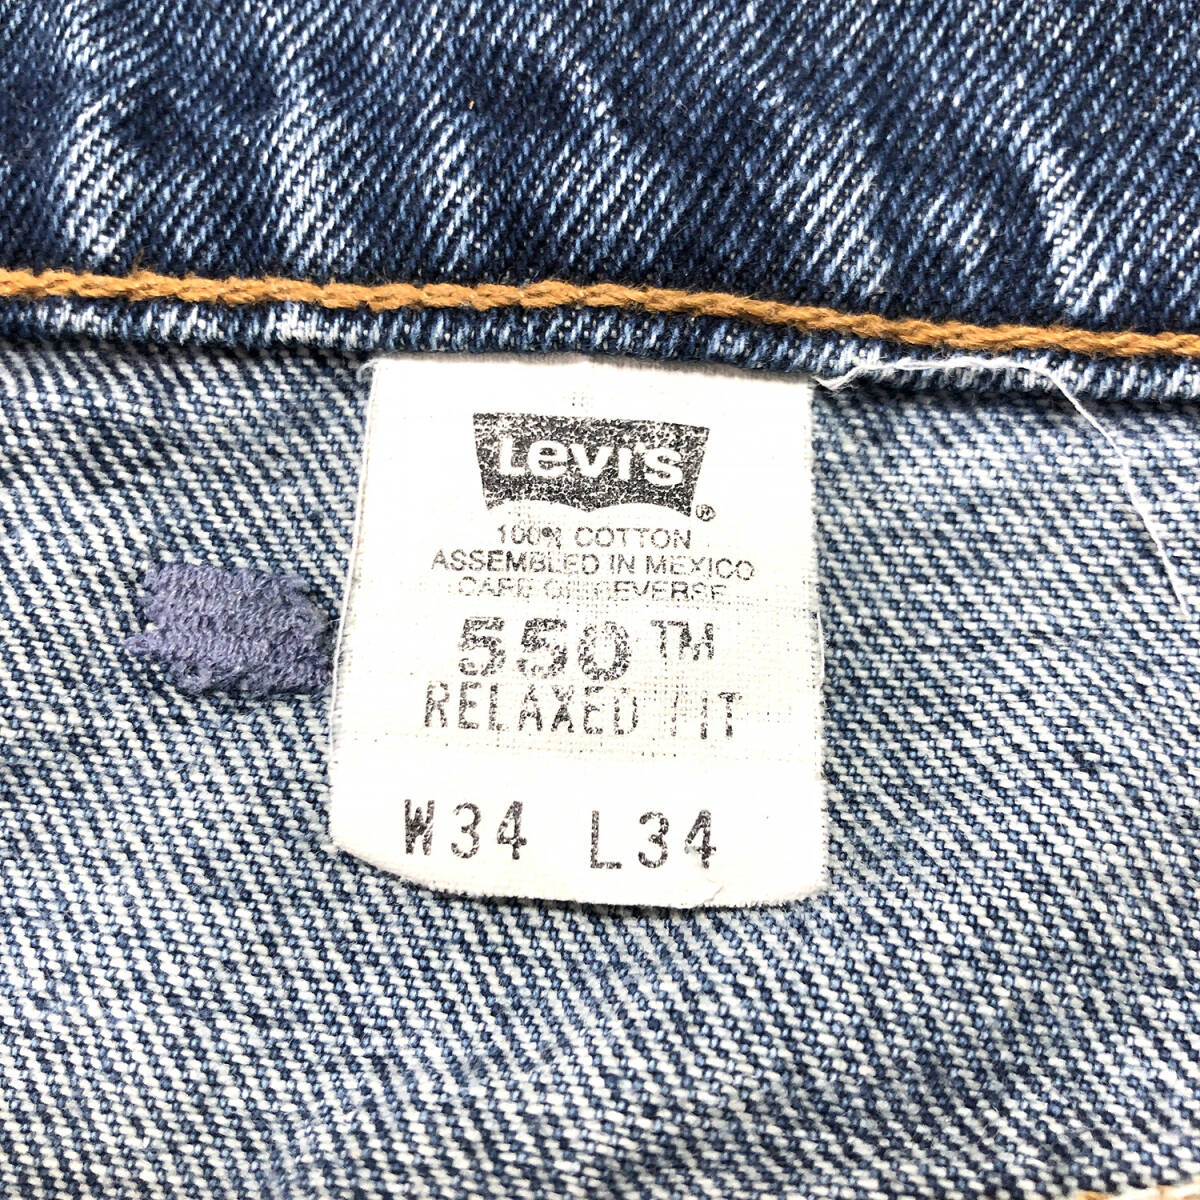 Levi's®
100% COTTON
ASSEMBLED IN MEXICO
CARE ON REVERSE
550™
RELAXED FIT
W34 L34